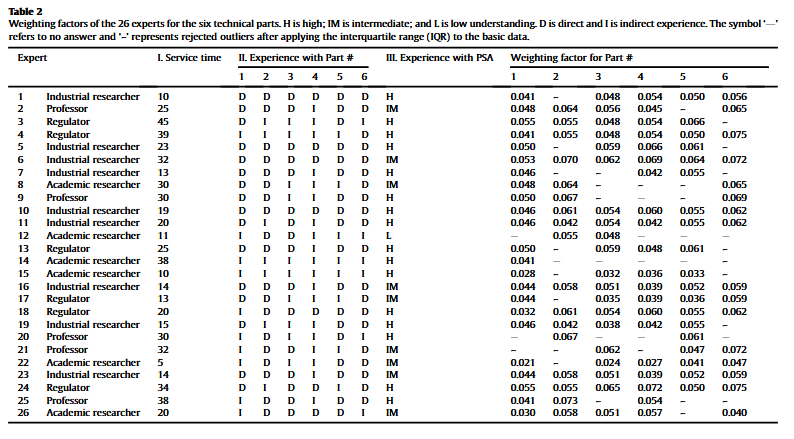 Table 2
Weighting factors of the 26 experts for the six technical parts. H is high; IM is intermediate; and L is low understanding. D is direct and I is indirect experience. The symbol '—'
refers to no answer and '–' represents rejected outliers after applying the interquartile range (IQR) to the basic data.
Expert I. Service time II. Experience with Part # III. Experience with PSA Weighting factor for Part #
1 2 3 4 5 6 1 2 3 4 5 6
1 Industrial researcher 10 D D D D D D H 0.041 – 0.048 0.054 0.050 0.056
2 Professor 25 D D D I D D IM 0.048 0.064 0.056 0.045 – 0.065
3 Regulator 45 D I I I D I H 0.055 0.055 0.048 0.054 0.066 –
4 Regulator 39 I I I I I D H 0.041 0.055 0.048 0.054 0.050 0.075
5 Industrial researcher 23 D D D D D D H 0.050 – 0.059 0.066 0.061 –
6 Industrial researcher 32 D D D D D D IM 0.053 0.070 0.062 0.069 0.064 0.072
7 Industrial researcher 13 D D D I D D H 0.046 – – 0.042 0.055 –
8 Academic researcher 30 D D I I I D IM 0.048 0.064 – – – 0.065
9 Professor 30 D D I I I D H 0.050 0.067 – — – 0.069
10 Industrial researcher 19 D D D D D D H 0.046 0.061 0.054 0.060 0.055 0.062
11 Industrial researcher 20 D I D I D D H 0.046 0.042 0.054 0.042 0.055 0.062
12 Academic researcher 11 I D D I I I L – 0.055 0.048 — – —
13 Regulator 25 D D D I D D H 0.050 – 0.059 0.048 0.061 –
14 Academic researcher 38 I I I I I I H 0.041 — — — — –
15 Academic researcher 10 I I I I I I H 0.028 – 0.032 0.036 0.033 –
16 Industrial researcher 14 D D D I D D IM 0.044 0.058 0.051 0.039 0.052 0.059
17 Regulator 13 D D I I I D IM 0.044 – 0.035 0.039 0.036 0.059
18 Regulator 20 I D D D D D H 0.032 0.061 0.054 0.060 0.055 0.062
19 Industrial researcher 15 D I I I D D H 0.046 0.042 0.038 0.042 0.055 –
20 Professor 30 I D I I D I H — 0.067 – – 0.061 –
21 Professor 32 I D D I I D IM – – 0.062 – 0.047 0.072
22 Academic researcher 5 I D I I D D IM 0.021 – 0.024 0.027 0.041 0.047
23 Industrial researcher 14 D D D I D D IM 0.044 0.058 0.051 0.039 0.052 0.059
24 Regulator 34 D I D D I D H 0.055 0.055 0.065 0.072 0.050 0.075
25 Professor 38 I D D I D D H 0.041 0.073 – 0.054 – –
26 Academic researcher 20 I D D D D I IM 0.030 0.058 0.051 0.057 – 0.040